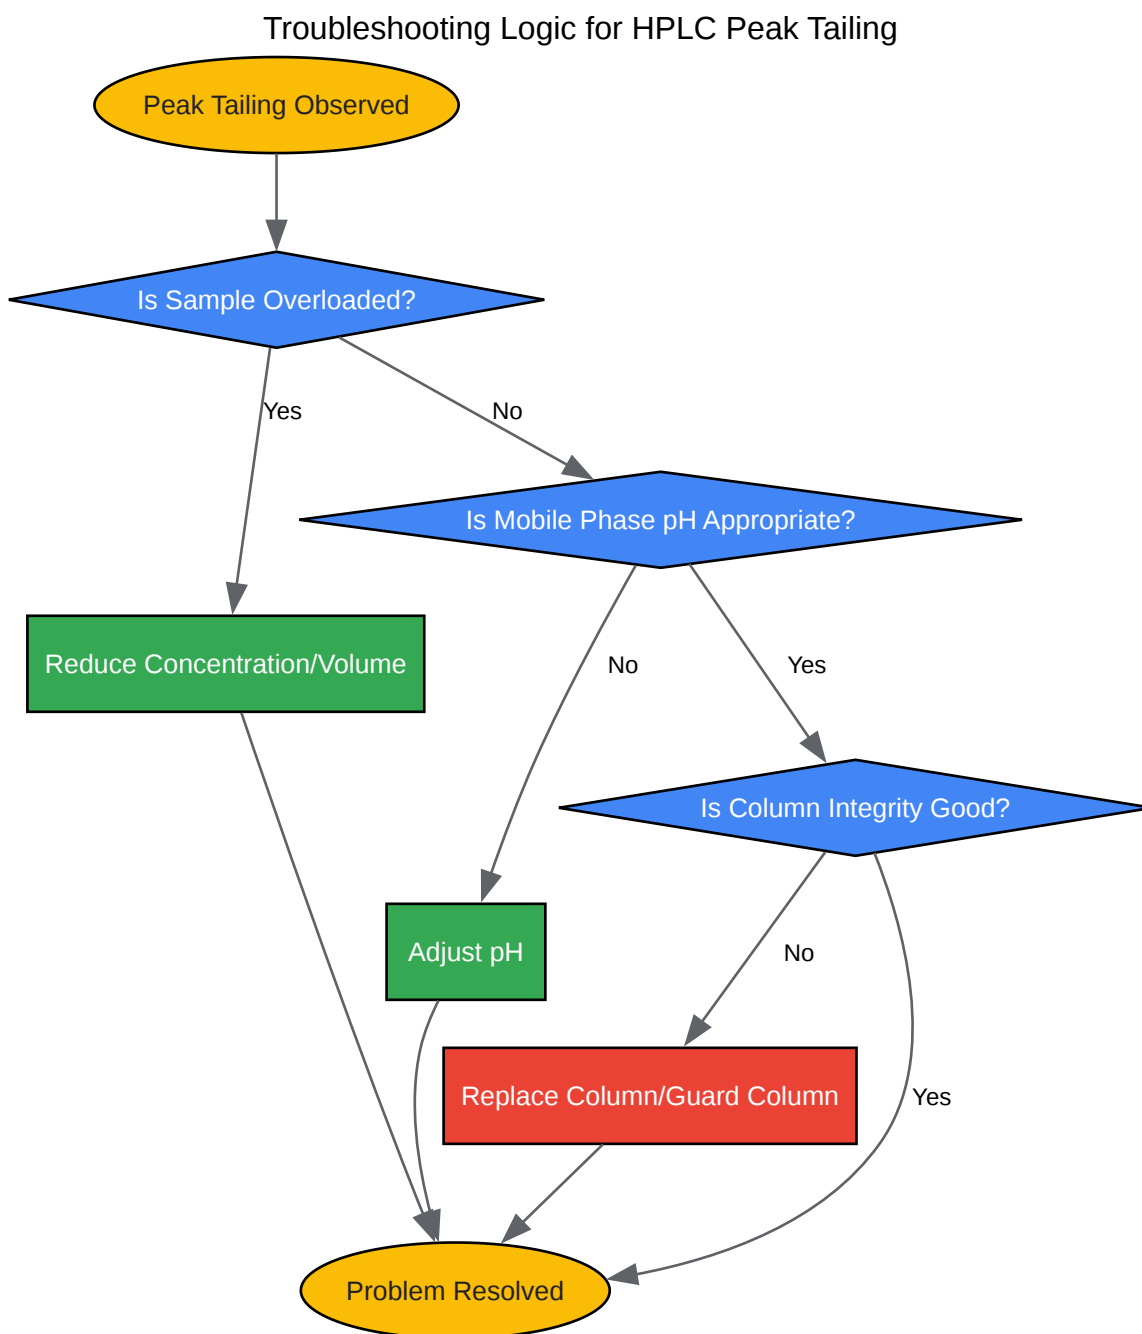 Troubleshooting Logic for HPLC Peak Tailing
Peak Tailing Observed
Is Sample Overloaded?
Yes
No
Is Mobile Phase pH Appropriate?
Reduce Concentration/Volume
No
Yes
Is Column Integrity Good?
Adjust pH
No
Replace Column/Guard Column
Yes
Problem Resolved